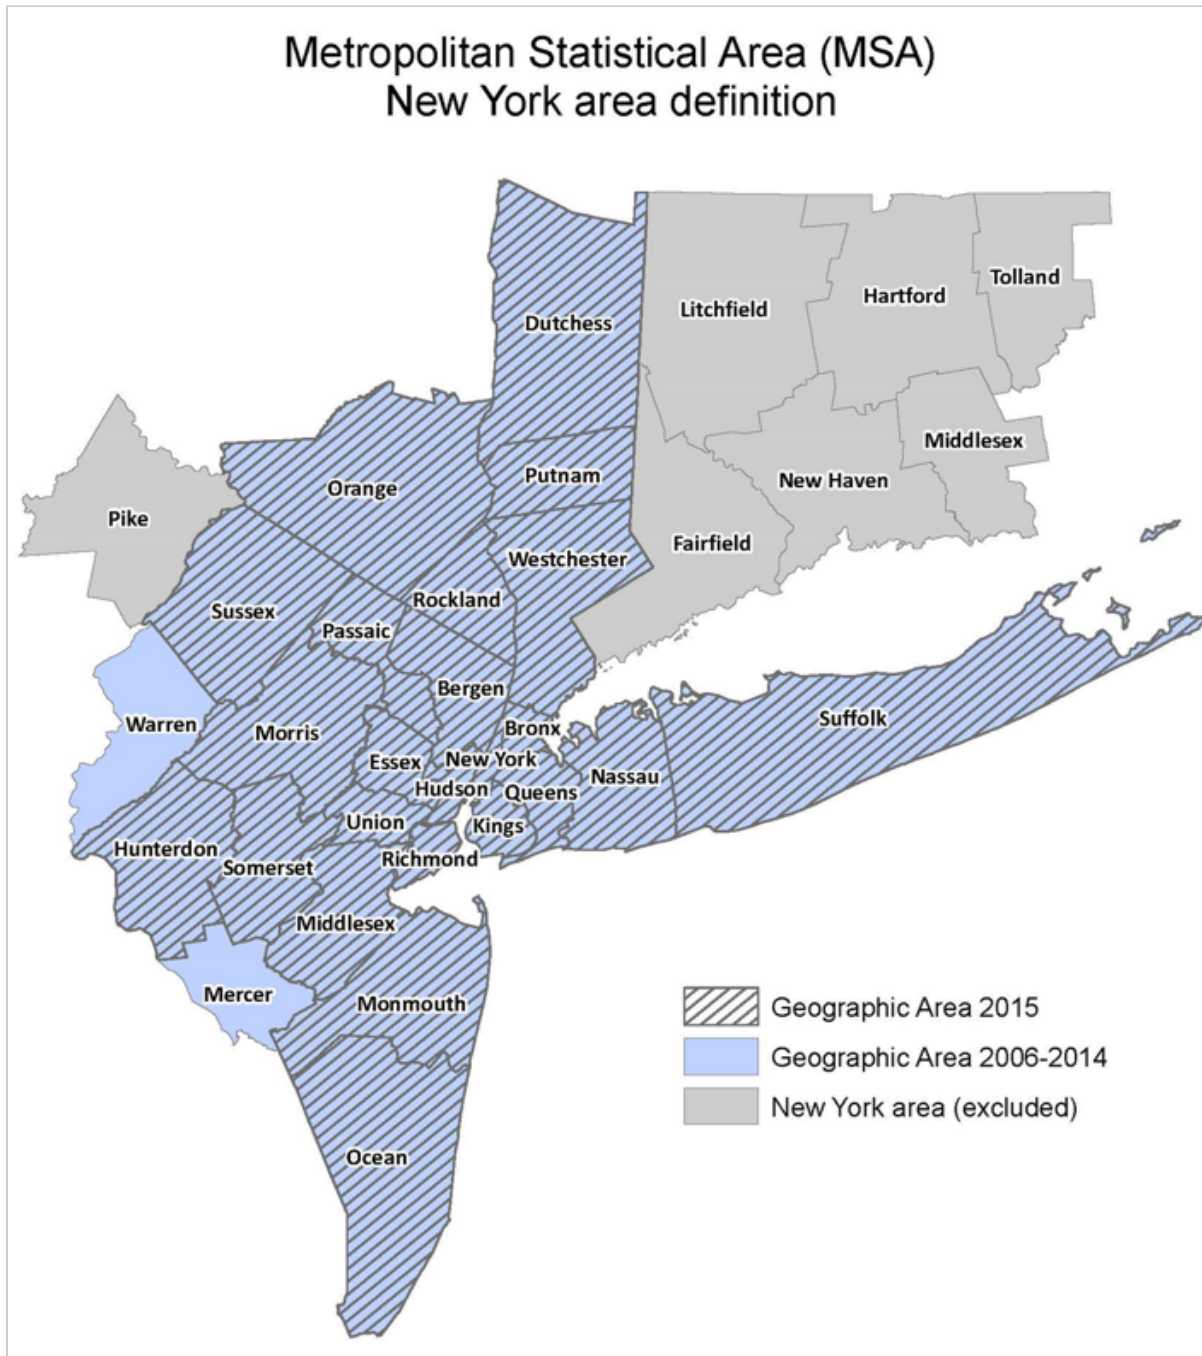 Metropolitan Statistical Area (MSA)
New York area definition
Tolland
Hartford
Litchfield
Dutchess
Middlesex
Putnam
New Haven
Orange
Pike
Fairfield
Westchester
Rockland
Sussex
Passaic
Bergen
Suffolk
Warren
Bronx
Morris
New York
Essex
Nassau
Hudson
Queens
Union
Kings
Hunterdon
Richmond
Somerset
Middlesex
Mercer
Monmouth
Geographic Area 2015
Geographic Area 2006-2014
New York area (excluded)
Ocean